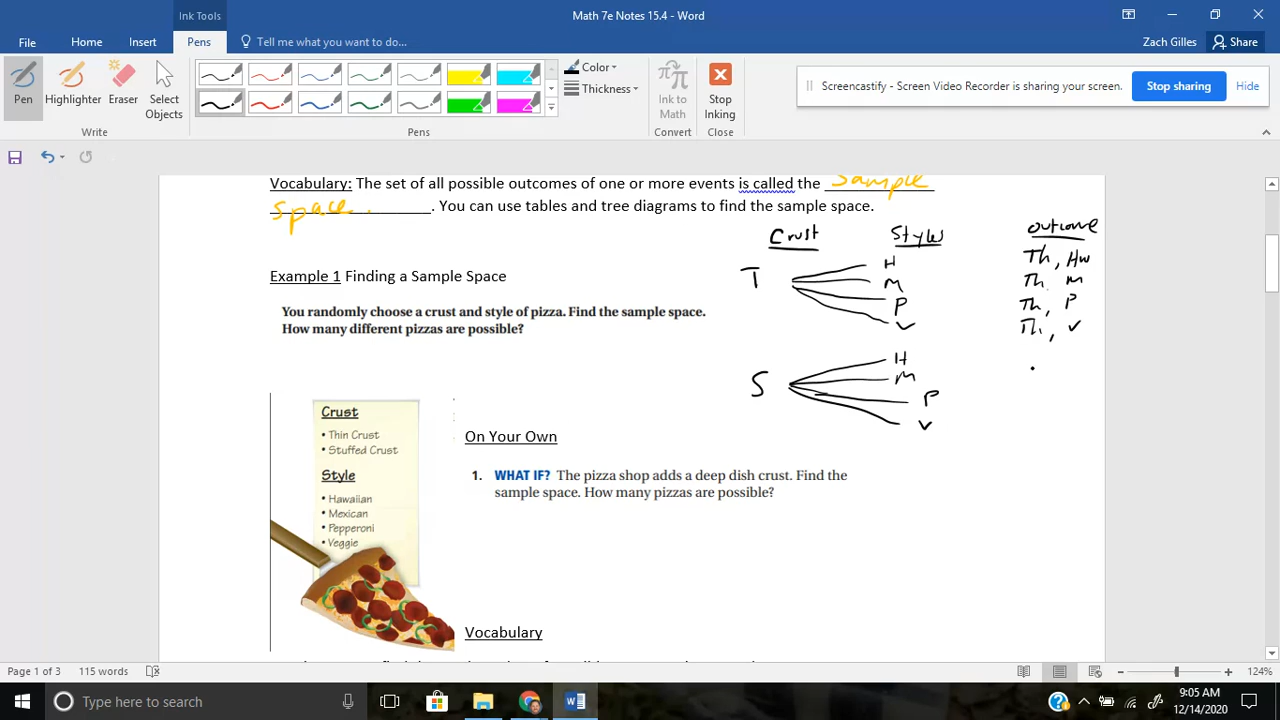 Ink Tools
Math 7e Notes 15.4 - Word
File
Home
Insert
Pens
Tell me what you want to do...
Zach Gilles
Share
Pen
Highlighter
Eraser
Select Objects
Write
Pens
Color
Thickness
Ink to Math
Convert
Stop Inking
Close
Screencastify - Screen Video Recorder is sharing your screen.
Stop sharing
Hide
Vocabulary: The set of all possible outcomes of one or more events is called the sample
space. You can use tables and tree diagrams to find the sample space.
Crust
Style
outcome
T
H
M
P
V
Th, Hw
Th, M
Th, P
Th, V
Example 1 Finding a Sample Space
You randomly choose a crust and style of pizza. Find the sample space.
How many different pizzas are possible?
S
H
M
P
V
Crust
• Thin Crust
• Stuffed Crust
Style
• Hawaiian
• Mexican
• Pepperoni
• Veggie
On Your Own
1. WHAT IF? The pizza shop adds a deep dish crust. Find the
sample space. How many pizzas are possible?
Vocabulary
Page 1 of 3
115 words
124%
Type here to search
9:05 AM
12/14/2020